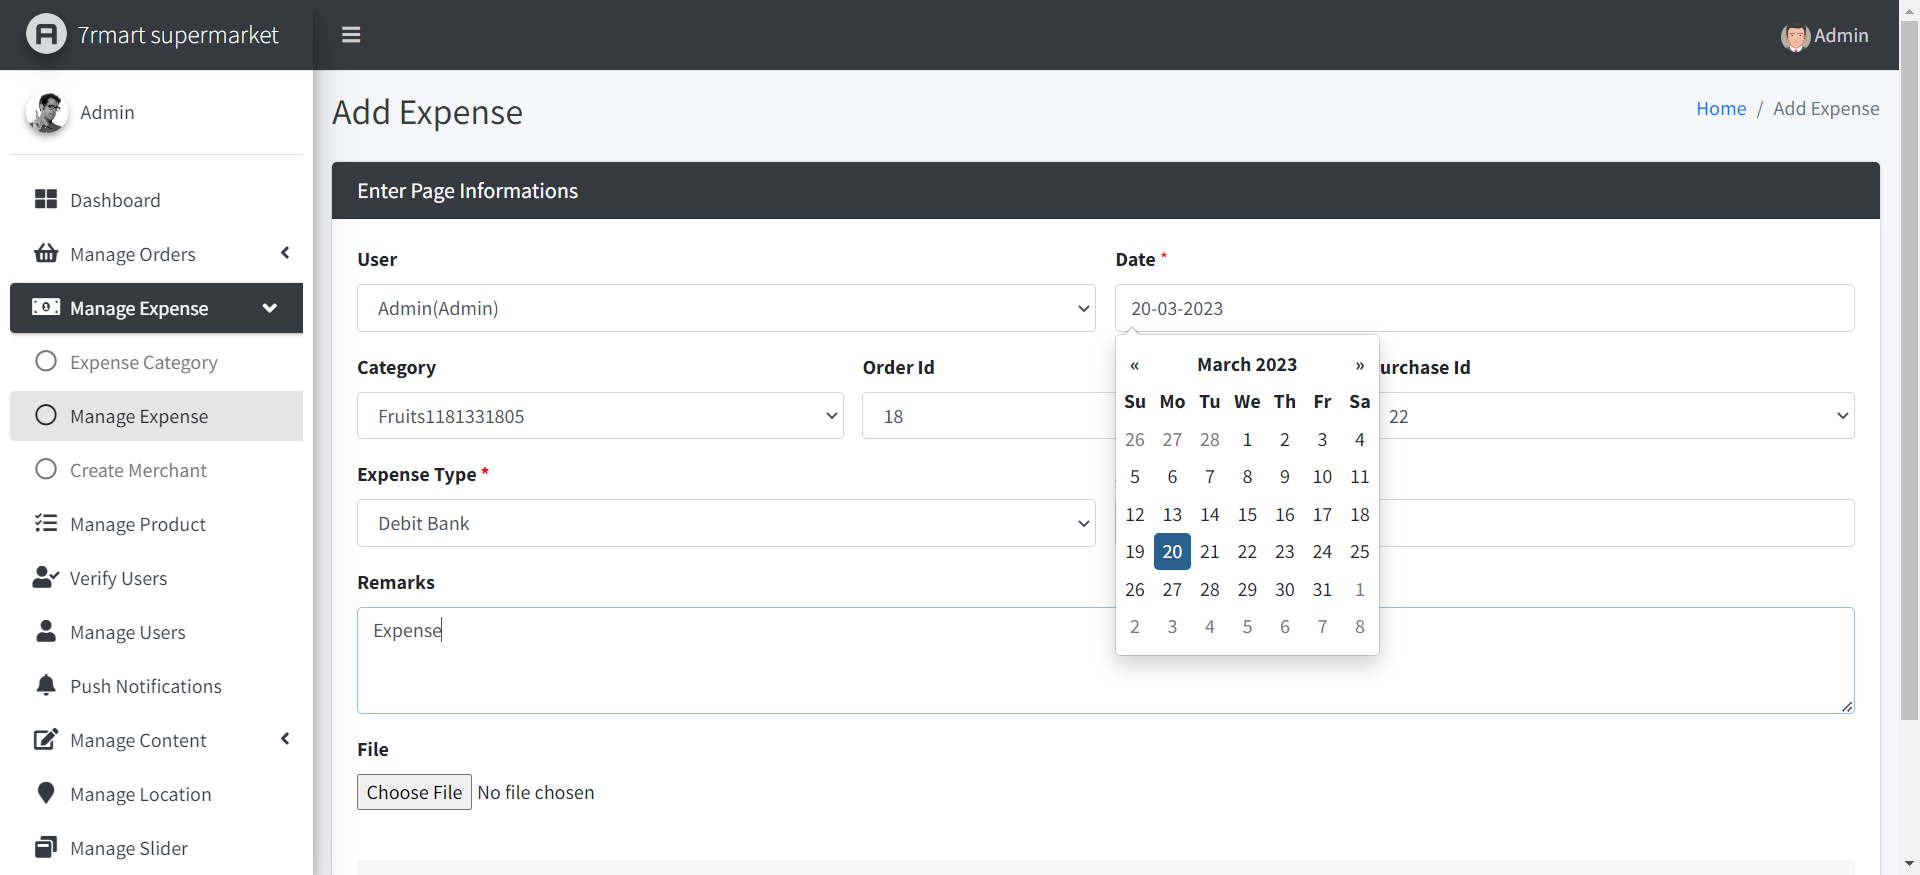 7rmart supermarket
Admin
Admin
Add Expense
Home / Add Expense
Dashboard
Manage Orders
Manage Expense
Expense Category
Manage Expense
Create Merchant
Manage Product
Verify Users
Manage Users
Push Notifications
Manage Content
Manage Location
Manage Slider
Enter Page Informations
User
Admin(Admin)
Date *
20-03-2023
Category
Fruits1181331805
Order Id
18
urchase Id
22
« March 2023 »
Su Mo Tu We Th Fr Sa
26 27 28 1 2 3 4
5 6 7 8 9 10 11
12 13 14 15 16 17 18
19 20 21 22 23 24 25
26 27 28 29 30 31 1
2 3 4 5 6 7 8
Expense Type *
Debit Bank
Remarks
Expense
File
Choose File No file chosen